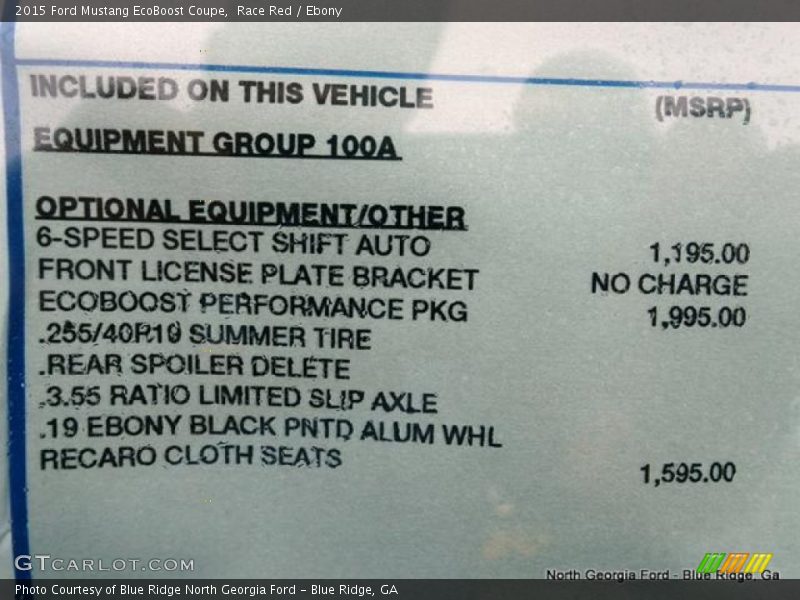 2015 Ford Mustang EcoBoost Coupe, Race Red / Ebony
INCLUDED ON THIS VEHICLE (MSRP)
EQUIPMENT GROUP 100A
OPTIONAL EQUIPMENT/OTHER
6-SPEED SELECT SHIFT AUTO 1,195.00
FRONT LICENSE PLATE BRACKET NO CHARGE
ECOBOOST PERFORMANCE PKG 1,995.00
.255/40R19 SUMMER TIRE
.REAR SPOILER DELETE
.3.55 RATIO LIMITED SLIP AXLE
.19 EBONY BLACK PNTD ALUM WHL
RECARO CLOTH SEATS 1,595.00
GTCARLOT.COM
North Georgia Ford - Blue Ridge, Ga
Photo Courtesy of Blue Ridge North Georgia Ford - Blue Ridge, GA